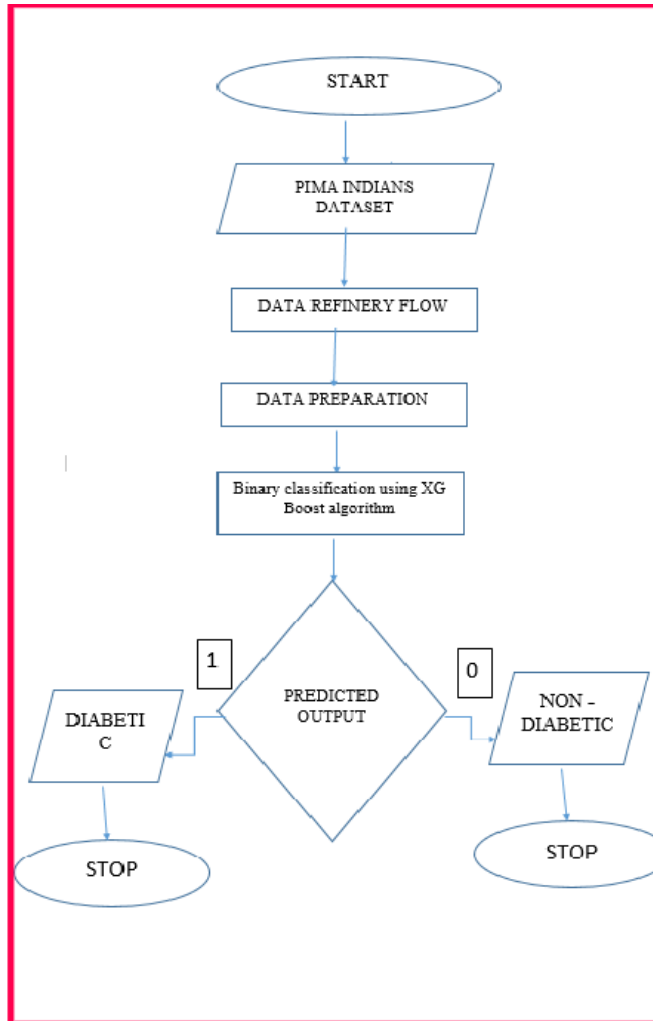 START
PIMA INDIANS
DATASET
DATA REFINERY FLOW
DATA PREPARATION
Binary classification using XG
Boost algorithm
1
0
PREDICTED
OUTPUT
DIABETI
C
NON –
DIABETIC
STOP
STOP